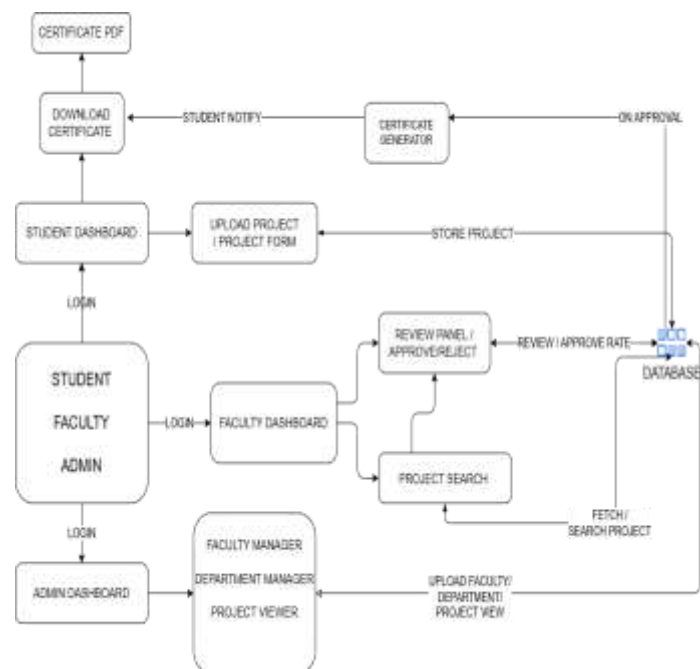 CERTIFICATE PDF
DOWNLOAD
CERTIFICATE
STUDENT NOTIFY
CERTIFICATE
GENERATOR
ON APPROVAL
STUDENT DASHBOARD
UPLOAD PROJECT
/ PROJECT FORM
STORE PROJECT
LOGIN
REVIEW PANEL /
APPROVE/REJECT
REVIEW / APPROVE RATE
DATABASE
STUDENT
FACULTY
ADMIN
LOGIN
FACULTY DASHBOARD
PROJECT SEARCH
FETCH /
SEARCH PROJECT
LOGIN
ADMIN DASHBOARD
FACULTY MANAGER
DEPARTMENT MANAGER
PROJECT VIEWER
UPLOAD FACULTY/
DEPARTMENT/
PROJECT VIEW